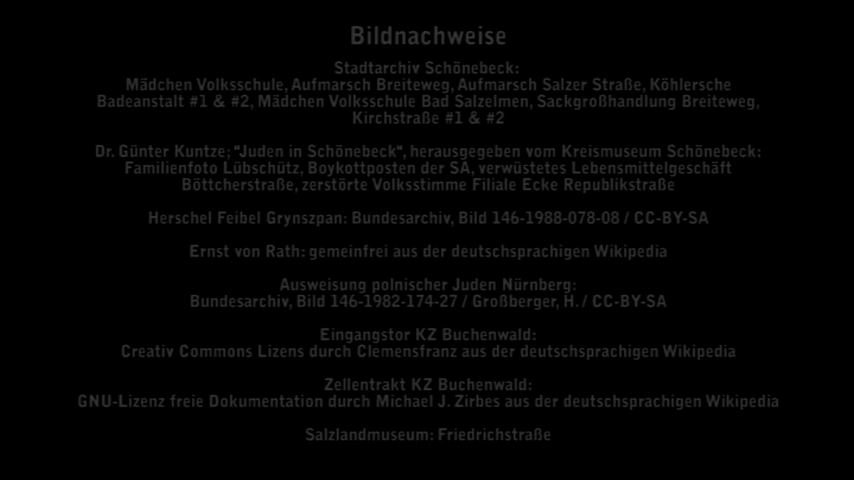 Bildnachweise
Stadtarchiv Schönebeck:
Mädchen Volksschule, Aufmarsch Breiteweg, Aufmarsch Salzer Straße, Köhlersche
Badeanstalt #1 & #2, Mädchen Volksschule Bad Salzelmen, Sackgroßhandlung Breiteweg,
Kirchstraße #1 & #2
Dr. Günter Kuntze; "Juden in Schönebeck", herausgegeben vom Kreismuseum Schönebeck:
Familienfoto Lübschütz, Boykottposten der SA, verwüstetes Lebensmittelgeschäft
Böttcherstraße, zerstörte Volksstimme Filiale Ecke Republikstraße
Herschel Feibel Grynszpan: Bundesarchiv, Bild 146-1988-078-08 / CC-BY-SA
Ernst von Rath: gemeinfrei aus der deutschsprachigen Wikipedia
Ausweisung polnischer Juden Nürnberg:
Bundesarchiv, Bild 146-1982-174-27 / Großberger, H. / CC-BY-SA
Eingangstor KZ Buchenwald:
Creativ Commons Lizens durch Clemensfranz aus der deutschsprachigen Wikipedia
Zellentrakt KZ Buchenwald:
GNU-Lizenz freie Dokumentation durch Michael J. Zirbes aus der deutschsprachigen Wikipedia
Salzlandmuseum: Friedrichstraße